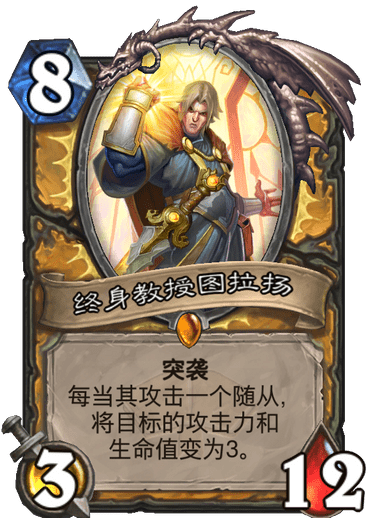 8
终身教授图拉扬
突袭
每当其攻击一个随从，
将目标的攻击力和
生命值变为3。
3
12